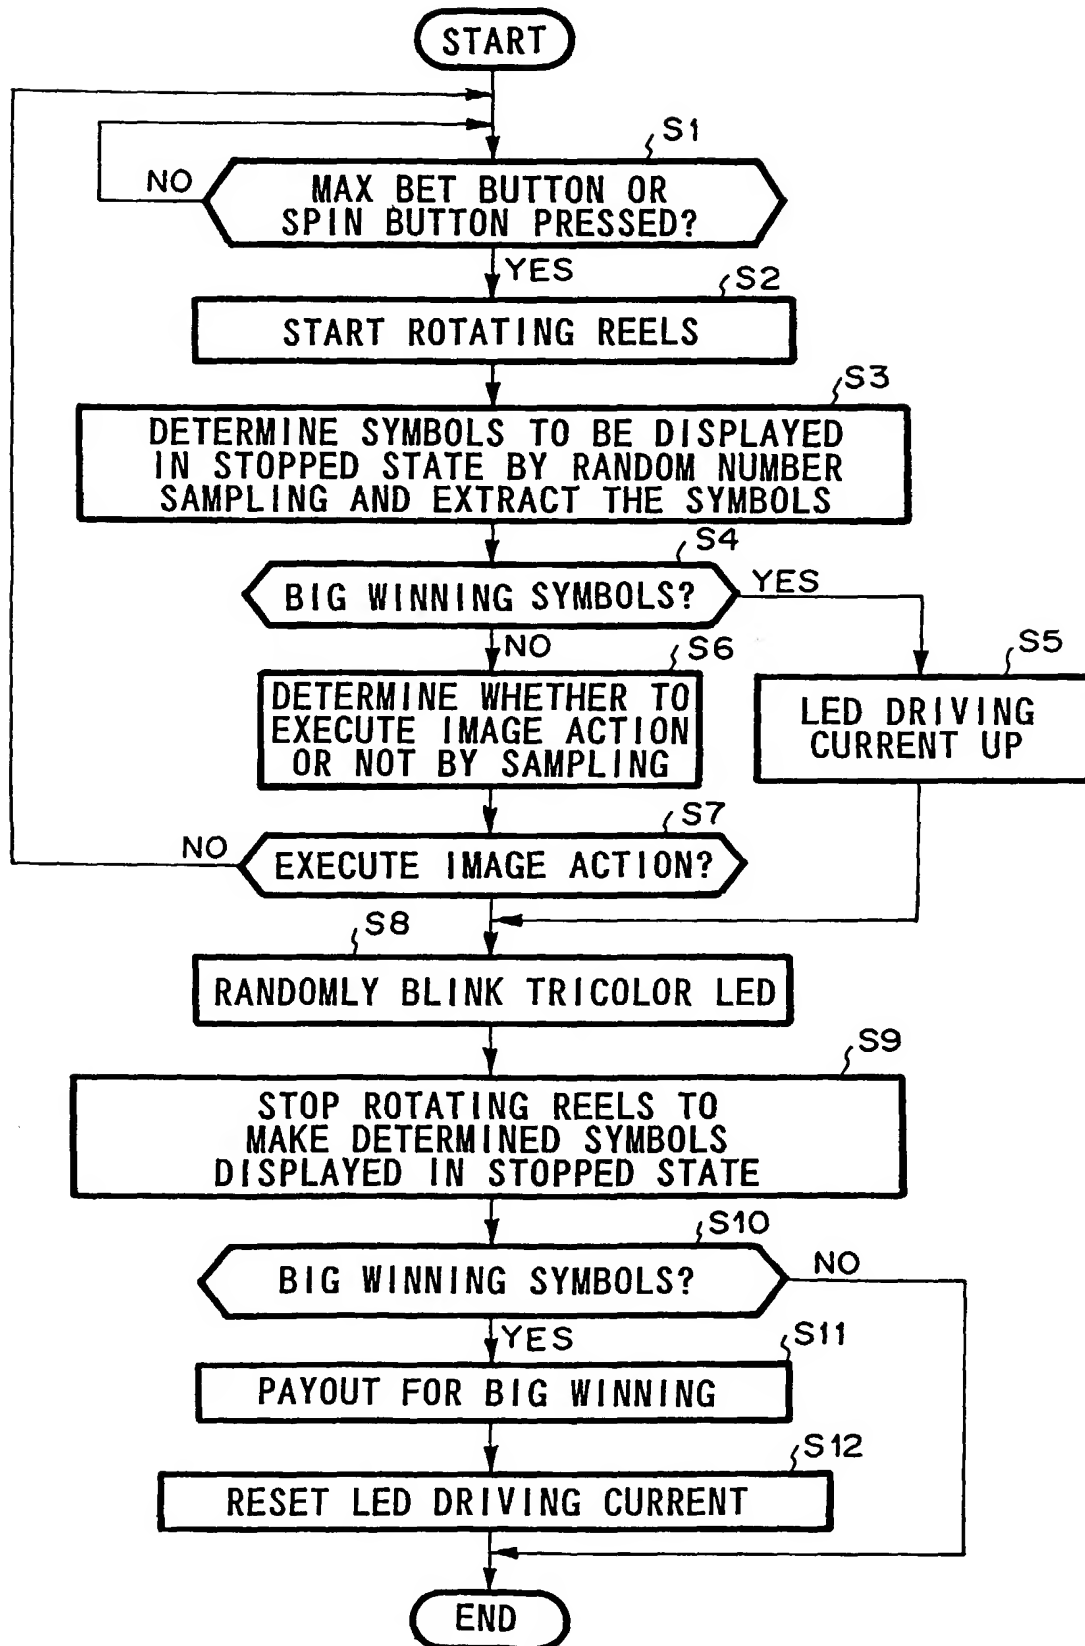 START
S1
NO
MAX BET BUTTON OR
SPIN BUTTON PRESSED?
YES
S2
START ROTATING REELS
S3
DETERMINE SYMBOLS TO BE DISPLAYED
IN STOPPED STATE BY RANDOM NUMBER
SAMPLING AND EXTRACT THE SYMBOLS
S4
BIG WINNING SYMBOLS?
YES
NO
S6
S5
DETERMINE WHETHER TO
EXECUTE IMAGE ACTION
OR NOT BY SAMPLING
LED DRIVING
CURRENT UP
S7
NO
EXECUTE IMAGE ACTION?
S8
RANDOMLY BLINK TRICOLOR LED
S9
STOP ROTATING REELS TO
MAKE DETERMINED SYMBOLS
DISPLAYED IN STOPPED STATE
S10
BIG WINNING SYMBOLS?
NO
YES
S11
PAYOUT FOR BIG WINNING
S12
RESET LED DRIVING CURRENT
END